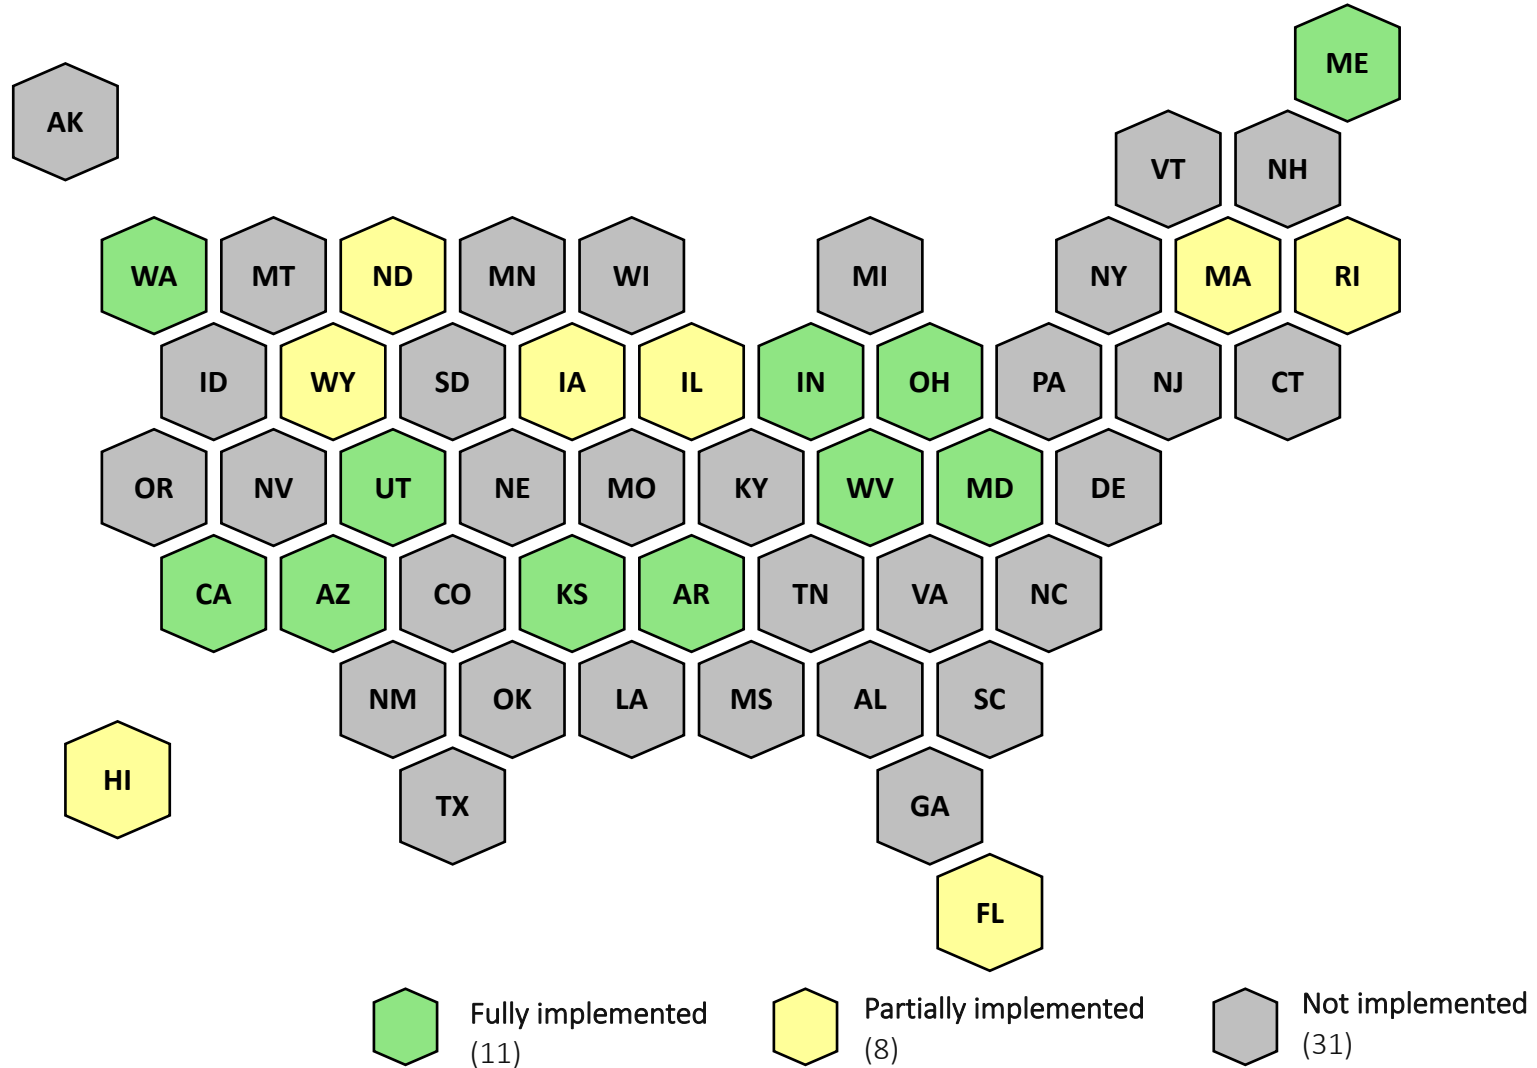 ME
AK
VT NH
WA MT ND MN WI MI NY MA RI
ID WY SD IA IL IN OH PA NJ CT
OR NV UT NE MO KY WV MD DE
CA AZ CO KS AR TN VA NC
NM OK LA MS AL SC
HI
TX GA
FL
Fully implemented Partially implemented Not implemented
(11) (8) (31)